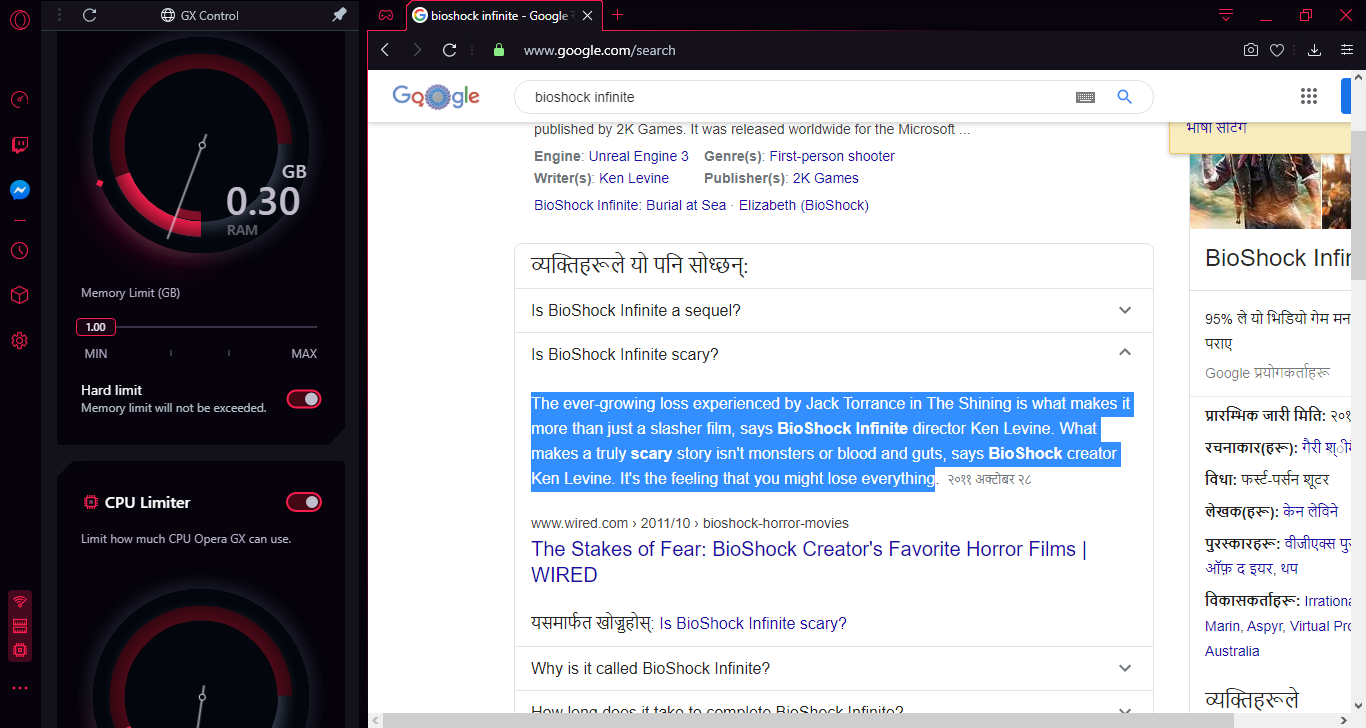 GX Control
bioshock infinite - Google
www.google.com/search
Google
bioshock infinite
GB
0.30
RAM
Memory Limit (GB)
1.00
MIN
MAX
Hard limit
Memory limit will not be exceeded.
CPU Limiter
Limit how much CPU Opera GX can use.
published by 2K Games. It was released worldwide for the Microsoft ...
Engine: Unreal Engine 3 Genre(s): First-person shooter
Writer(s): Ken Levine Publisher(s): 2K Games
BioShock Infinite: Burial at Sea · Elizabeth (BioShock)
व्यक्तिहरूले यो पनि सोध्छन्:
Is BioShock Infinite a sequel?
Is BioShock Infinite scary?
The ever-growing loss experienced by Jack Torrance in The Shining is what makes it
more than just a slasher film, says BioShock Infinite director Ken Levine. What
makes a truly scary story isn't monsters or blood and guts, says BioShock creator
Ken Levine. It's the feeling that you might lose everything. २०११ अक्टोबर २८
www.wired.com › 2011/10 › bioshock-horror-movies
The Stakes of Fear: BioShock Creator's Favorite Horror Films |
WIRED
यसमार्फत खोज्नुहोस्: Is BioShock Infinite scary?
Why is it called BioShock Infinite?
How long does it take to complete BioShock Infinite?
भाषा सेटिंग
BioShock Infin
95% ले यो भिडियो गेम मन
पराए
Google प्रयोगकर्ताहरू
प्रारम्भिक जारी मिति: २०१
रचनाकार(हरू): गैरी
विधा: फर्स्ट-पर्सन शूटर
लेखक(हरू): केन लेविने
पुरस्कारहरू: वीजीएक्स पु
ऑफ़ द इयर, थप
विकासकर्ताहरू: Irrationa
Marin, Aspyr, Virtual Pro
Australia
व्यक्तिहरूले